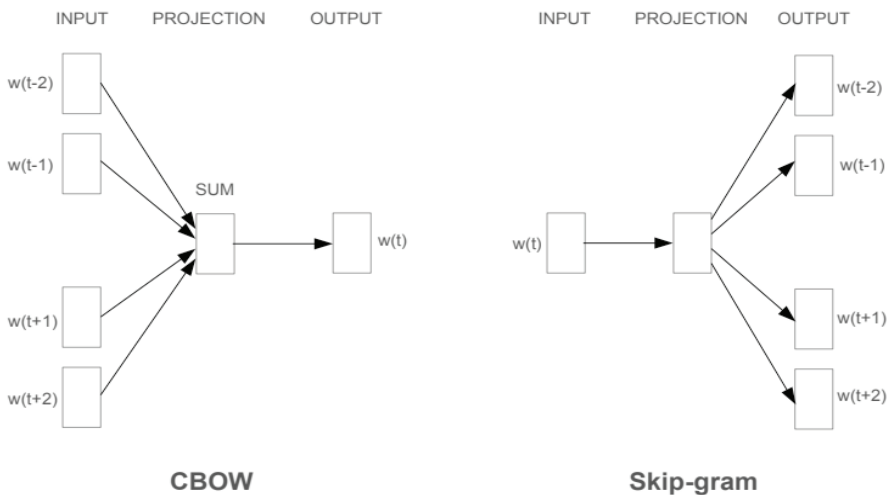 INPUT PROJECTION OUTPUT
w(t-2)
w(t-1)
SUM
w(t)
w(t+1)
w(t+2)
CBOW
INPUT PROJECTION OUTPUT
w(t-2)
w(t-1)
w(t)
w(t+1)
w(t+2)
Skip-gram